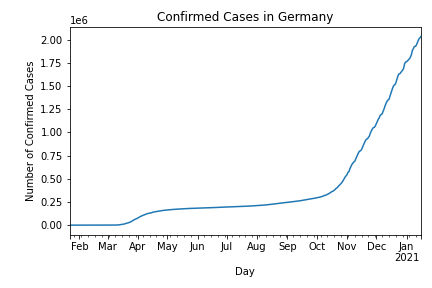 Confirmed Cases in Germany
1e6
2.00
1.75
1.50
1.25
1.00
0.75
0.50
0.25
0.00
Number of Confirmed Cases
Feb Mar Apr May Jun Jul Aug Sep Oct Nov Dec Jan
2021
Day